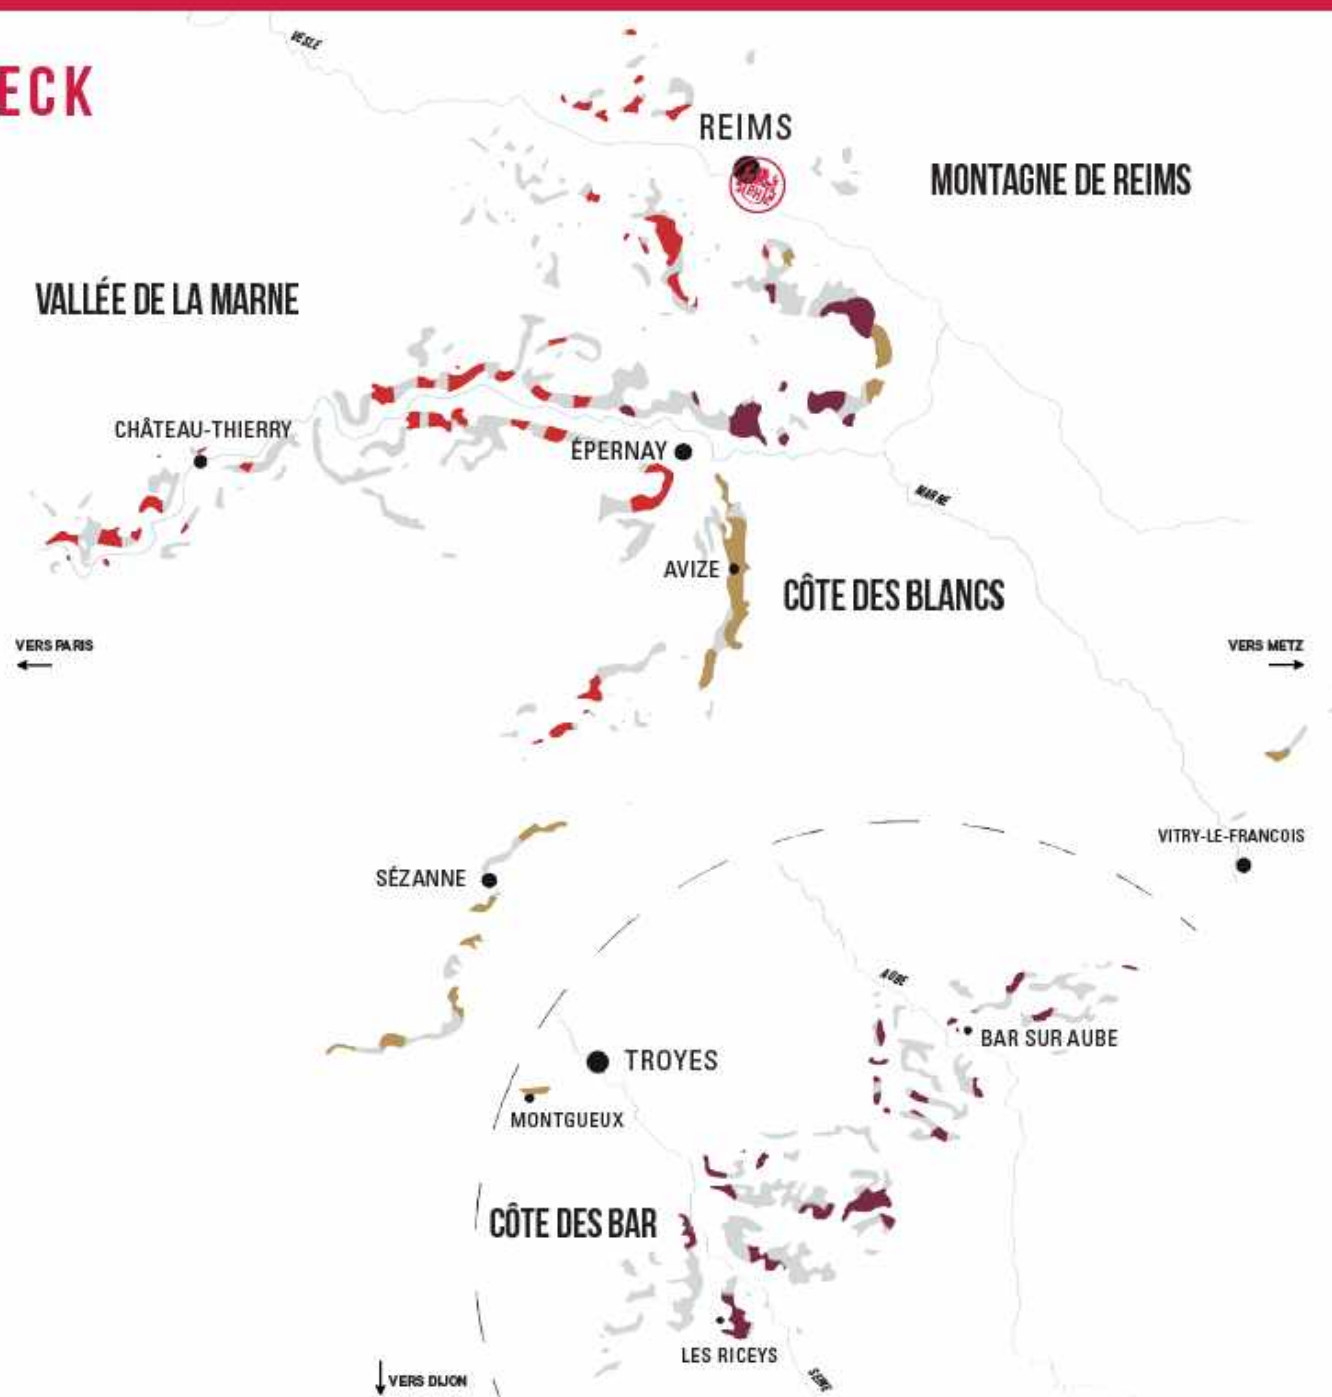 VESLE
ECK
REIMS
MONTAGNE DE REIMS
VALLÉE DE LA MARNE
CHÂTEAU-THIERRY
ÉPERNAY
MARNE
AVIZE
CÔTE DES BLANCS
VERS PARIS
VERS METZ
VITRY-LE-FRANCOIS
SÉZANNE
AUBE
BAR SUR AUBE
TROYES
MONTGUEUX
CÔTE DES BAR
LES RICEYS
VERS DIJON
SEINE